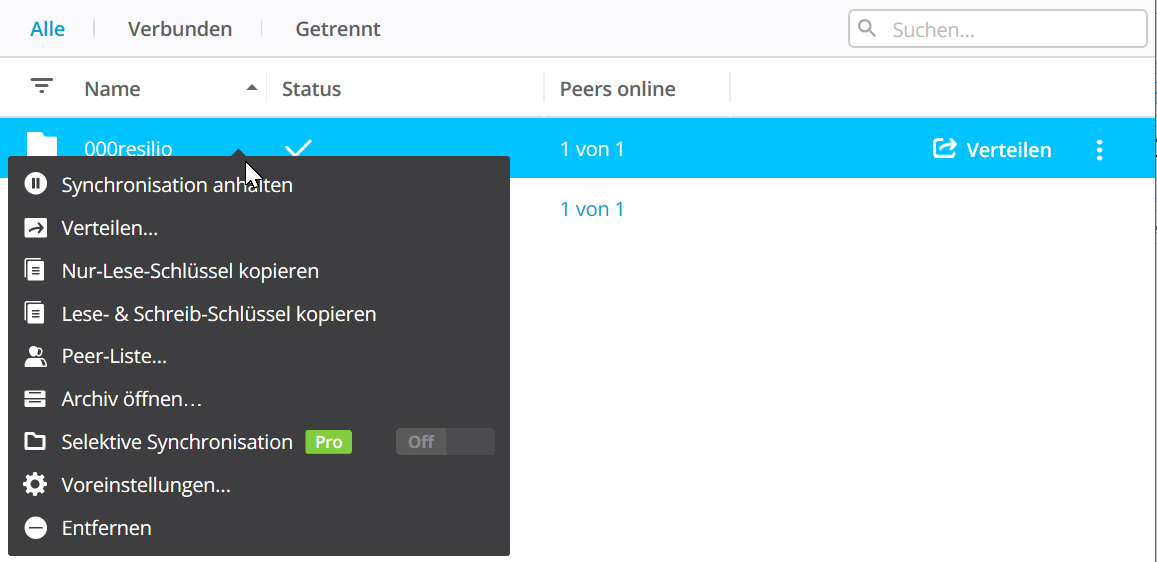 Alle Verbunden Getrennt Suchen...
Name Status Peers online
000resilio 1 von 1 Verteilen
Synchronisation anhalten
1 von 1
Verteilen...
Nur-Lese-Schlüssel kopieren
Lese- & Schreib-Schlüssel kopieren
Peer-Liste...
Archiv öffnen…
Selektive Synchronisation Pro Off
Voreinstellungen...
Entfernen